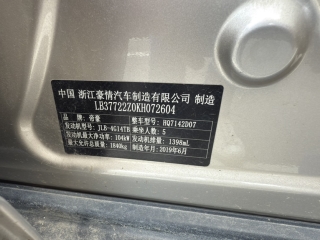 中国 浙江豪情汽车制造有限公司 制造
LB37722Z0KH072604
品牌：帝豪 整车型号：HQ7142D07
发动机型号：JLB-4G14TB 乘坐人数：5
发动机最大净功率：104kW 发动机排量：1398mL
最大允许总质量：1840kg 制造年月：2019年6月